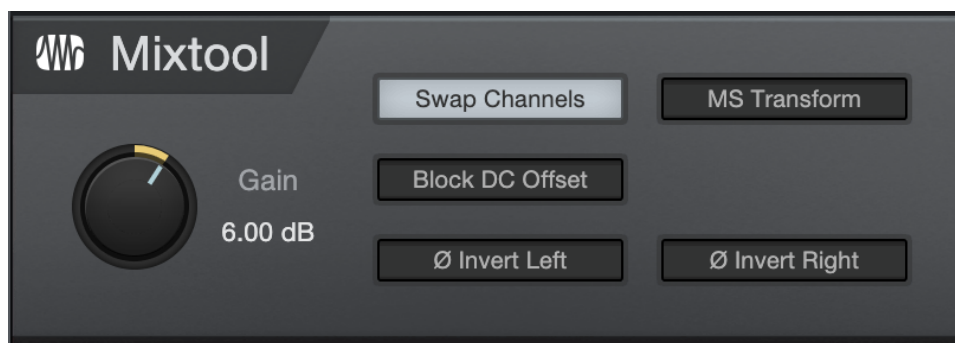 Mixtool
Swap Channels
MS Transform
Gain
6.00 dB
Block DC Offset
Ø Invert Left
Ø Invert Right